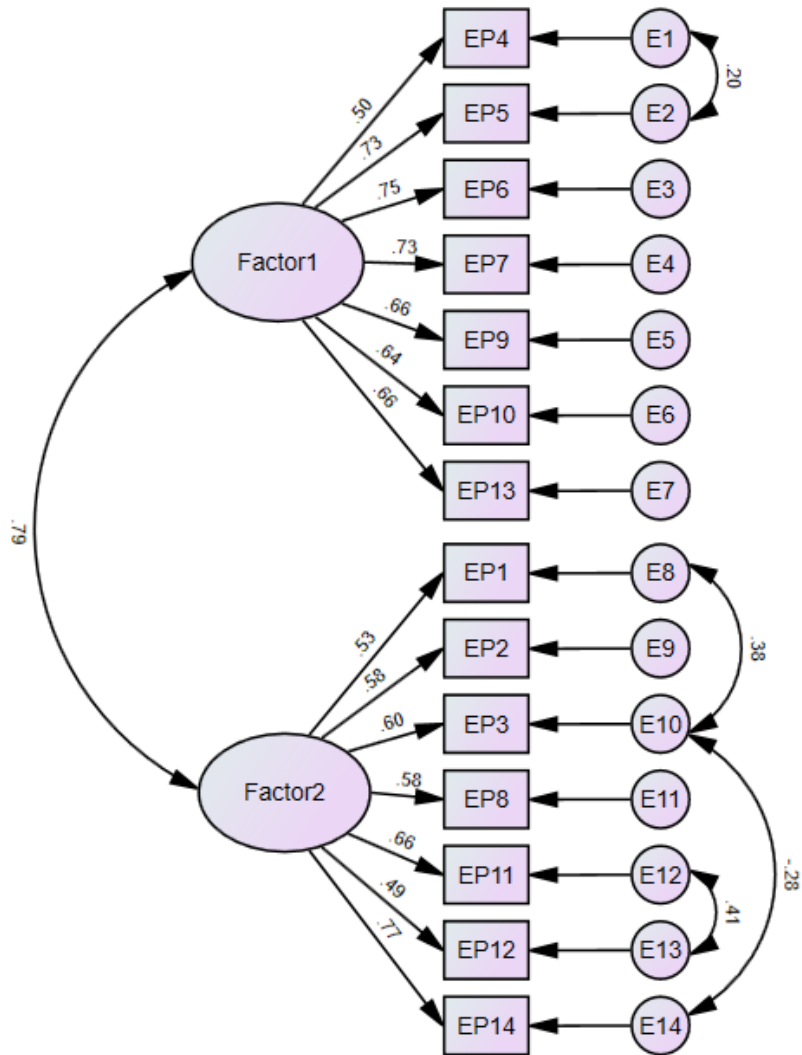 EP4
E1
.20
.50
EP5
E2
.73
EP6
E3
.75
Factor1
.73
EP7
E4
.66
EP9
E5
.64
EP10
E6
.66
EP13
E7
.79
EP1
E8
.38
.53
EP2
E9
.58
EP3
E10
.60
Factor2
.58
EP8
E11
-.28
.66
EP11
E12
.41
.49
EP12
E13
.77
EP14
E14